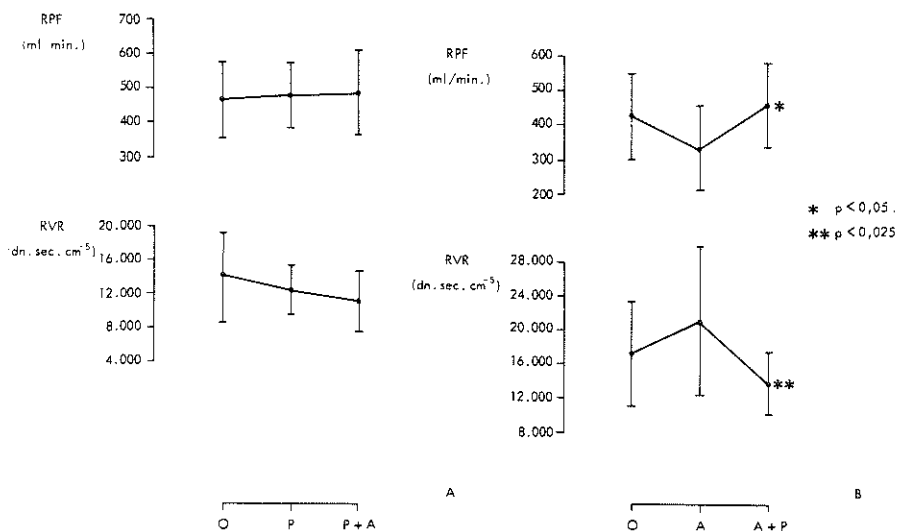 RPF
(ml min.)
700
600
500
400
300
RVR
(dn. sec. cm⁻⁵)
20.000
16.000
12.000
8.000
4.000
O P P + A
A
RPF
(ml/min.)
600
500
400
300
200
RVR
(dn. sec. cm⁻⁵)
28.000
24.000
20.000
16.000
12.000
8.000
*
**
O A A + P
B
* p < 0,05.
** p < 0,025